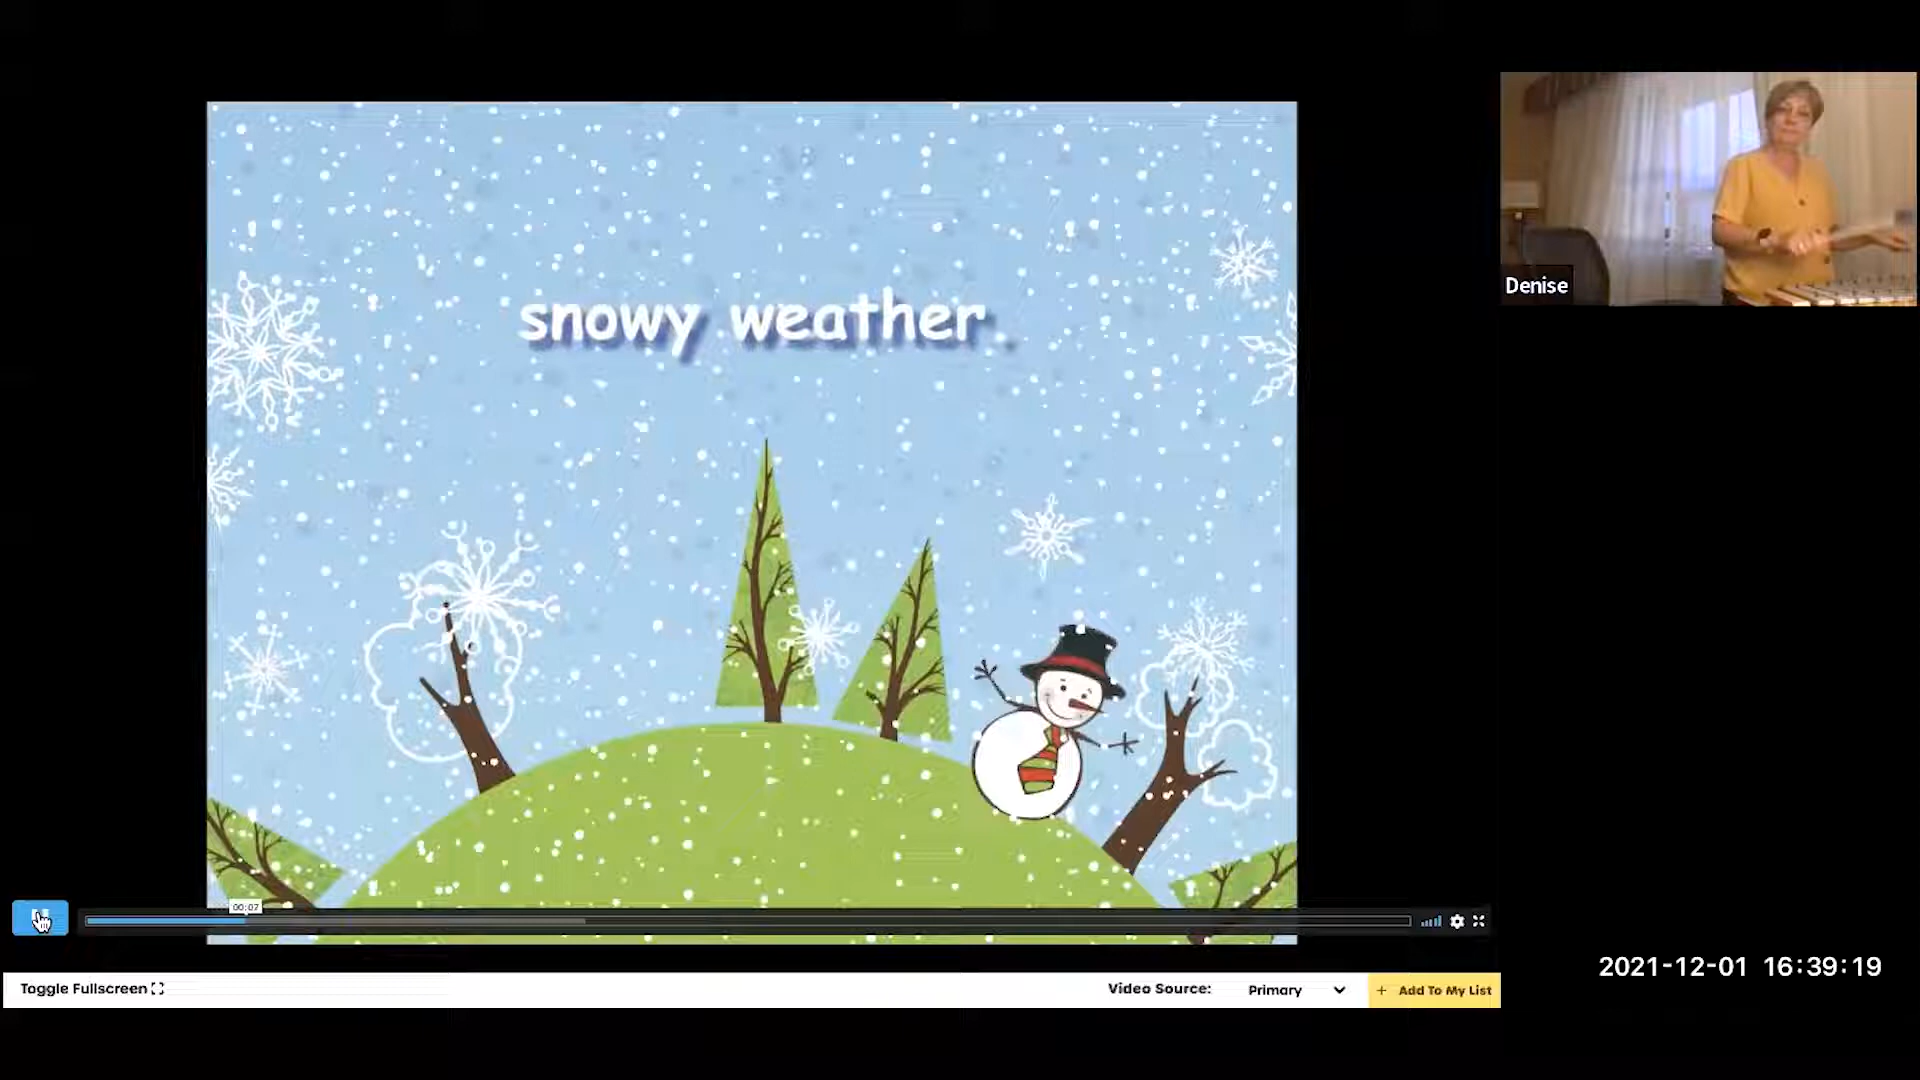 snowy weather.
Denise
00:07
2021-12-01 16:39:19
Toggle Fullscreen
Video Source: Primary
+ Add To My List